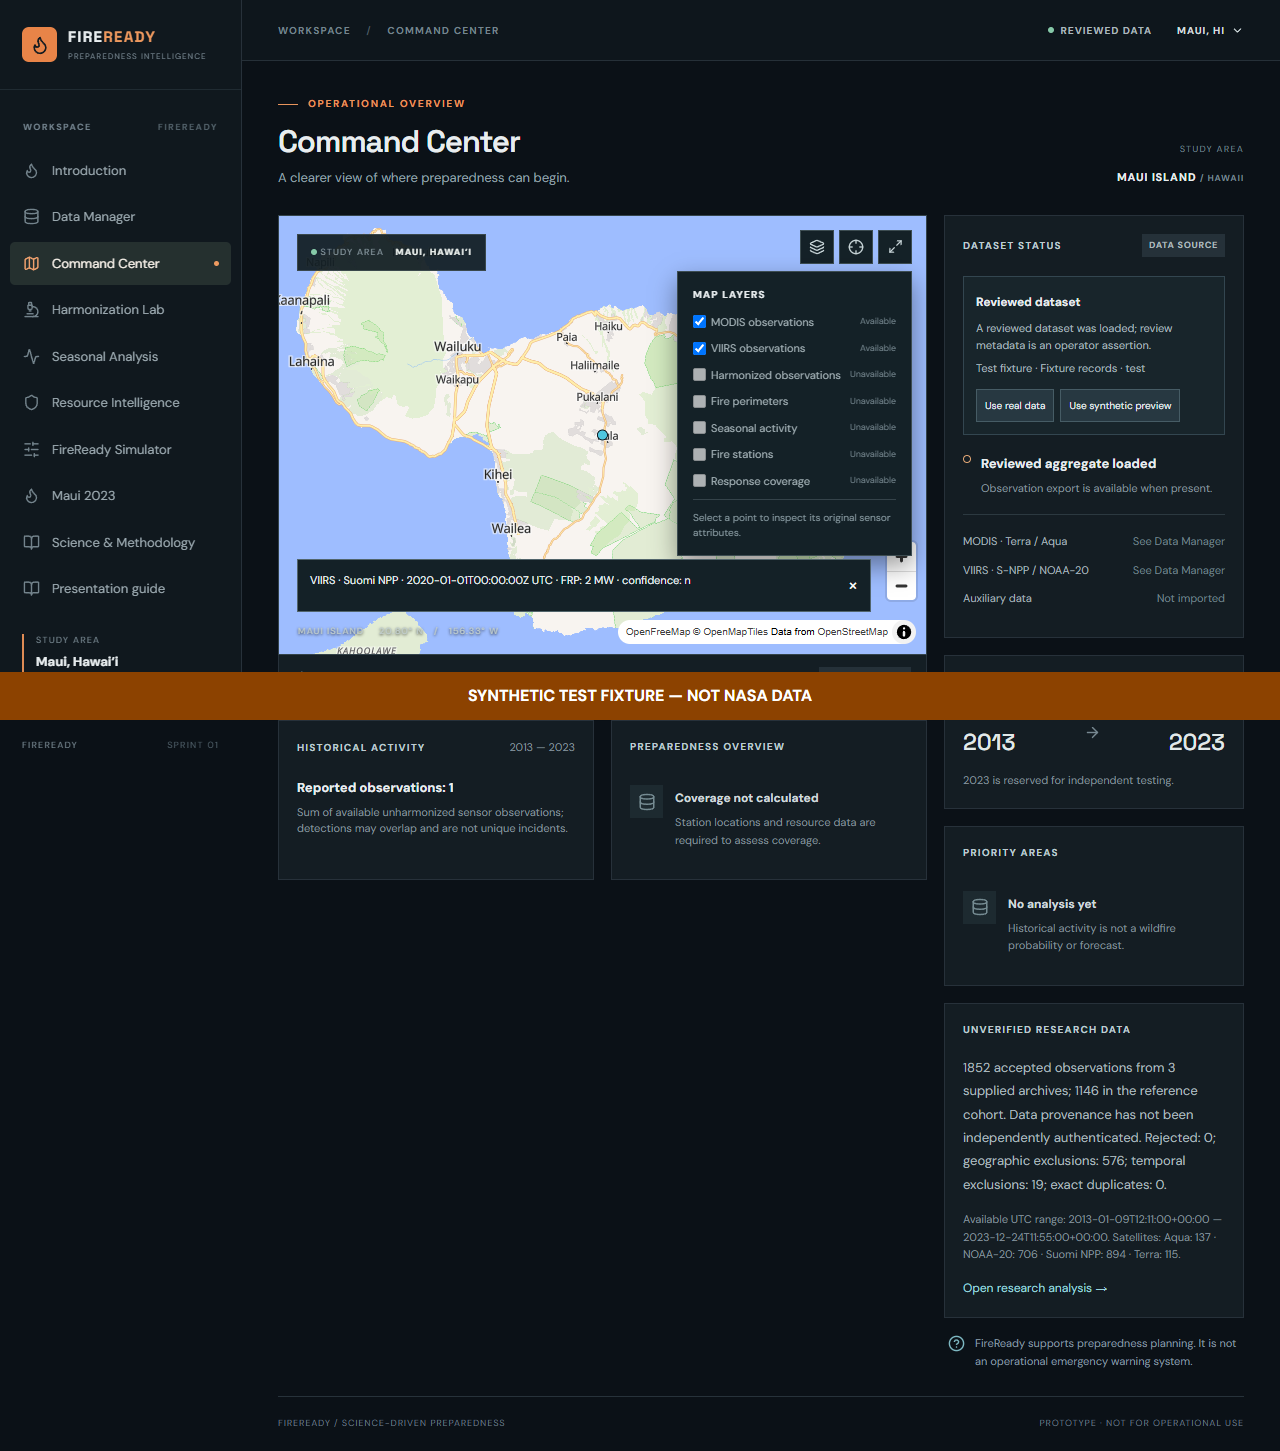 FIREREADY
PREPAREDNESS INTELLIGENCE
WORKSPACE FIREREADY
Introduction
Data Manager
Command Center
Harmonization Lab
Seasonal Analysis
Resource Intelligence
FireReady Simulator
Maui 2023
Science & Methodology
Presentation guide
STUDY AREA
Maui, Hawaiʻi
FIREREADY SPRINT 01
WORKSPACE / COMMAND CENTER
REVIEWED DATA MAUI, HI
OPERATIONAL OVERVIEW
Command Center
A clearer view of where preparedness can begin.
STUDY AREA
MAUI ISLAND / HAWAII
STUDY AREA MAUI, HAWAIʻI
Kaanapali
Lahaina
Wailuku
Waikapu
Paia
Haiku
Haliimaile
Pukalani
Kihei
Wailea
KAHOOLAWE
MAP LAYERS
MODIS observations Available
VIIRS observations Available
Harmonized observations Unavailable
Fire perimeters Unavailable
Seasonal activity Unavailable
Fire stations Unavailable
Response coverage Unavailable
Select a point to inspect its original sensor
attributes.
VIIRS · Suomi NPP · 2020-01-01T00:00:00Z UTC · FRP: 2 MW · confidence: n ×
MAUI ISLAND 20.80° N / 156.33° W
OpenFreeMap © OpenMapTiles Data from OpenStreetMap
SYNTHETIC TEST FIXTURE — NOT NASA DATA
HISTORICAL ACTIVITY 2013 — 2023
Reported observations: 1
Sum of available unharmonized sensor observations;
detections may overlap and are not unique incidents.
PREPAREDNESS OVERVIEW
Coverage not calculated
Station locations and resource data are
required to assess coverage.
DATASET STATUS DATA SOURCE
Reviewed dataset
A reviewed dataset was loaded; review
metadata is an operator assertion.
Test fixture · Fixture records · test
Use real data Use synthetic preview
Reviewed aggregate loaded
Observation export is available when present.
MODIS · Terra / Aqua See Data Manager
VIIRS · S-NPP / NOAA-20 See Data Manager
Auxiliary data Not imported
2013 → 2023
2023 is reserved for independent testing.
PRIORITY AREAS
No analysis yet
Historical activity is not a wildfire
probability or forecast.
UNVERIFIED RESEARCH DATA
1852 accepted observations from 3
supplied archives; 1146 in the reference
cohort. Data provenance has not been
independently authenticated. Rejected: 0;
geographic exclusions: 576; temporal
exclusions: 19; exact duplicates: 0.
Available UTC range: 2013-01-09T12:11:00+00:00 —
2023-12-24T11:55:00+00:00. Satellites: Aqua: 137 ·
NOAA-20: 706 · Suomi NPP: 894 · Terra: 115.
Open research analysis →
FireReady supports preparedness planning. It is not
an operational emergency warning system.
FIREREADY / SCIENCE-DRIVEN PREPAREDNESS
PROTOTYPE · NOT FOR OPERATIONAL USE